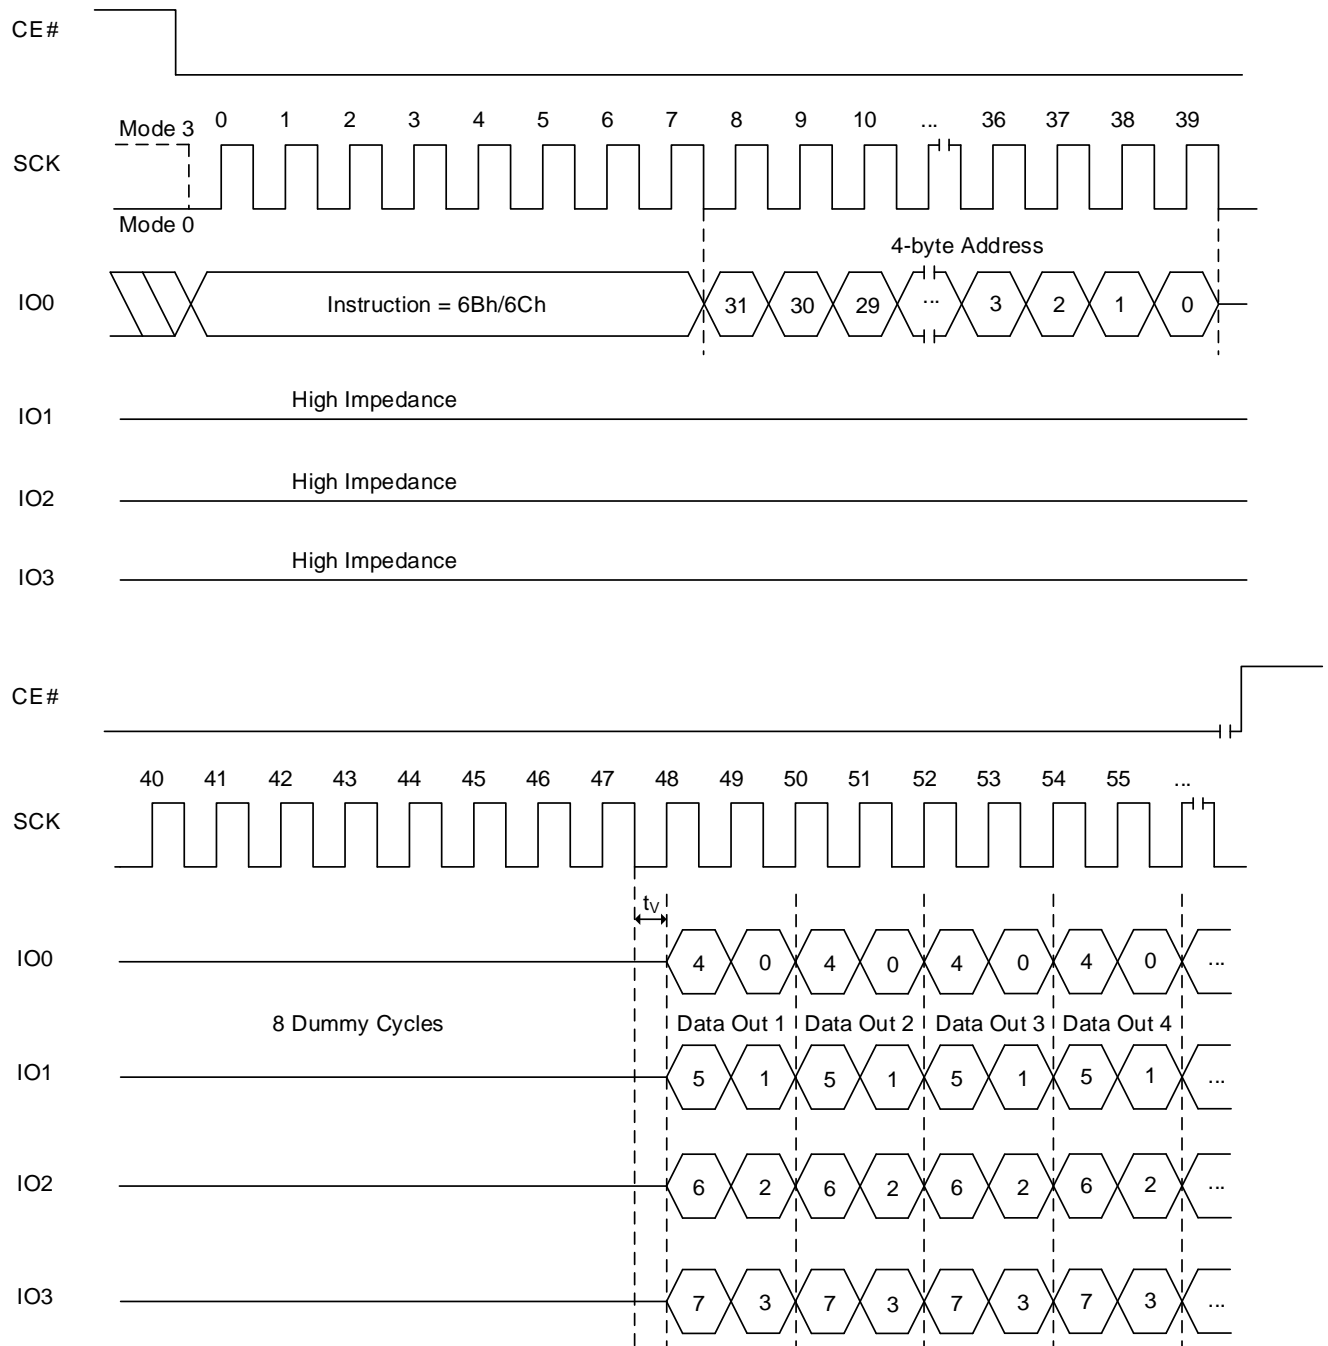 CE#
Mode 3 0 1 2 3 4 5 6 7 8 9 10 ... 36 37 38 39
SCK
Mode 0
4-byte Address
IO0 Instruction = 6Bh/6Ch 31 30 29 ... 3 2 1 0
High Impedance
IO1
High Impedance
IO2
High Impedance
IO3
CE#
40 41 42 43 44 45 46 47 48 49 50 51 52 53 54 55 ...
SCK
tV
IO0 4 0 4 0 4 0 4 0 ...
8 Dummy Cycles Data Out 1 Data Out 2 Data Out 3 Data Out 4
IO1 5 1 5 1 5 1 5 1 ...
IO2 6 2 6 2 6 2 6 2 ...
IO3 7 3 7 3 7 3 7 3 ...